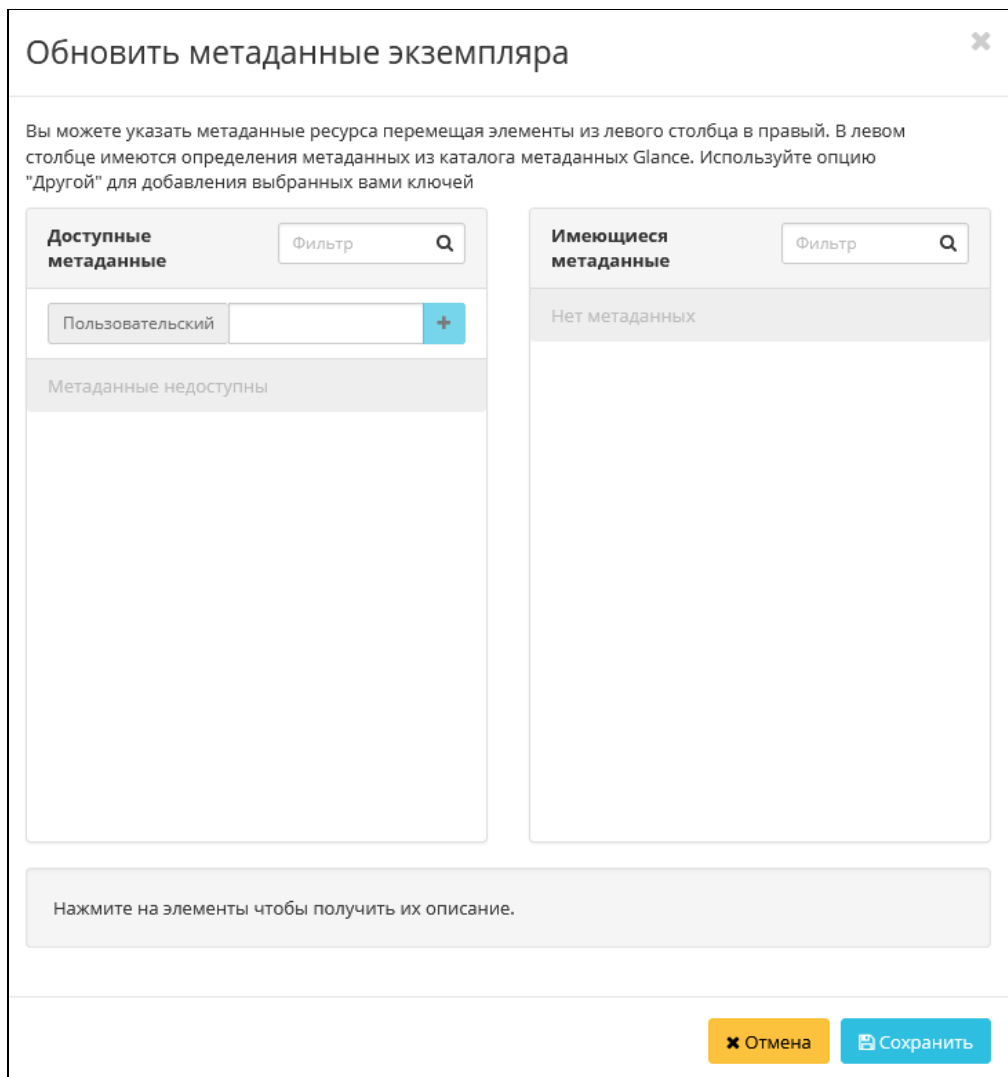 Обновить метаданные экземпляра
Вы можете указать метаданные ресурса перемещая элементы из левого столбца в правый. В левом
столбце имеются определения метаданных из каталога метаданных Glance. Используйте опцию
"Другой" для добавления выбранных вами ключей
Доступные
метаданные
Фильтр
Пользовательский
Метаданные недоступны
Имеющиеся
метаданные
Фильтр
Нет метаданных
Нажмите на элементы чтобы получить их описание.
Отмена
Сохранить